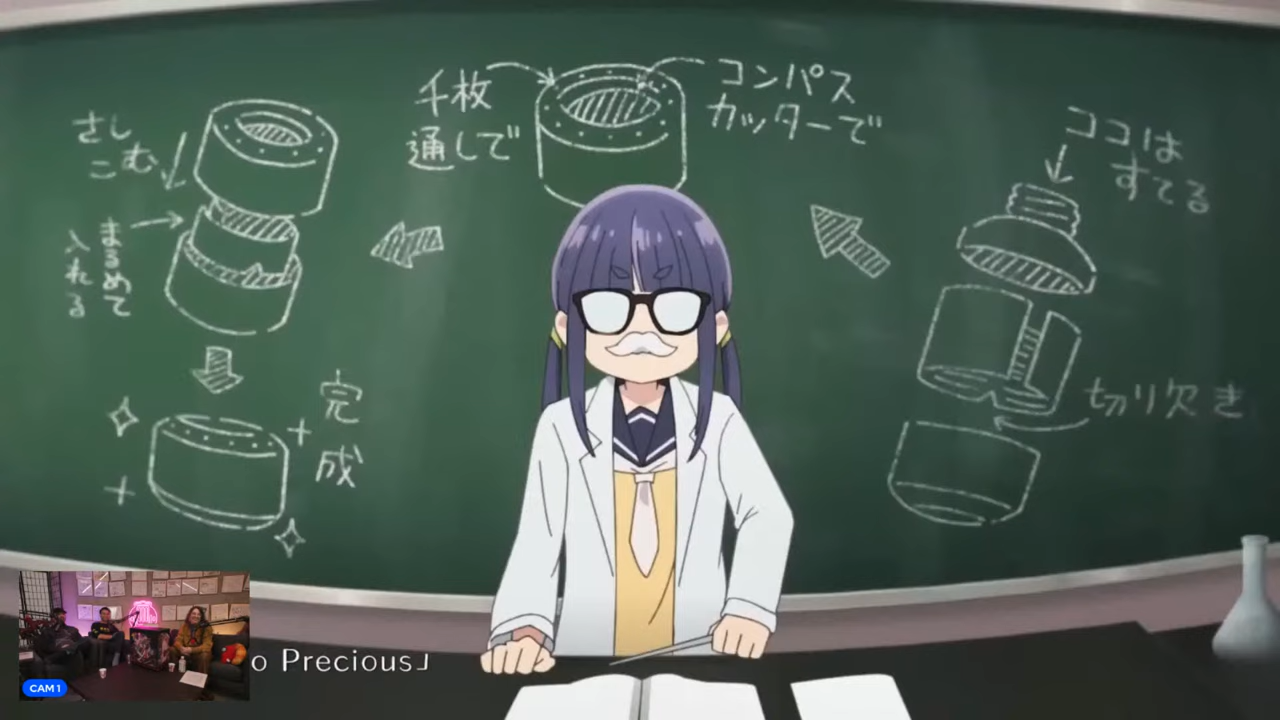 さし
こむ
まるめて
入れる
千枚
通しで
コンパス
カッターで
ココは
すてる
切り欠き
完
成
o Precious」
CAM 1